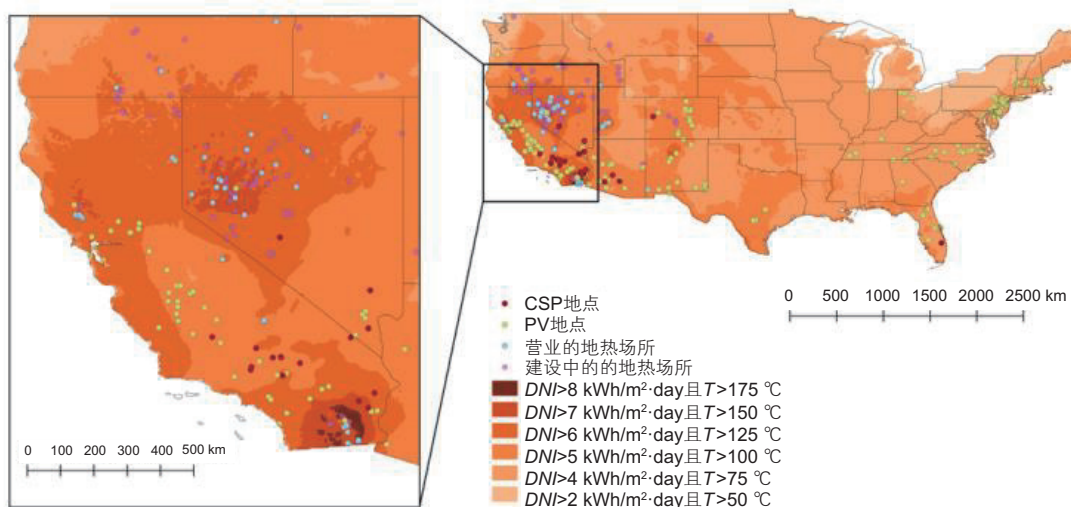 0 100 200 300 400 500 km
CSP地点
PV地点
营业的地热场所
建设中的的地热场所
DNI>8 kWh/m²·day且T>175 ℃
DNI>7 kWh/m²·day且T>150 ℃
DNI>6 kWh/m²·day且T>125 ℃
DNI>5 kWh/m²·day且T>100 ℃
DNI>4 kWh/m²·day且T>75 ℃
DNI>2 kWh/m²·day且T>50 ℃
0 500 1000 1500 2000 2500 km